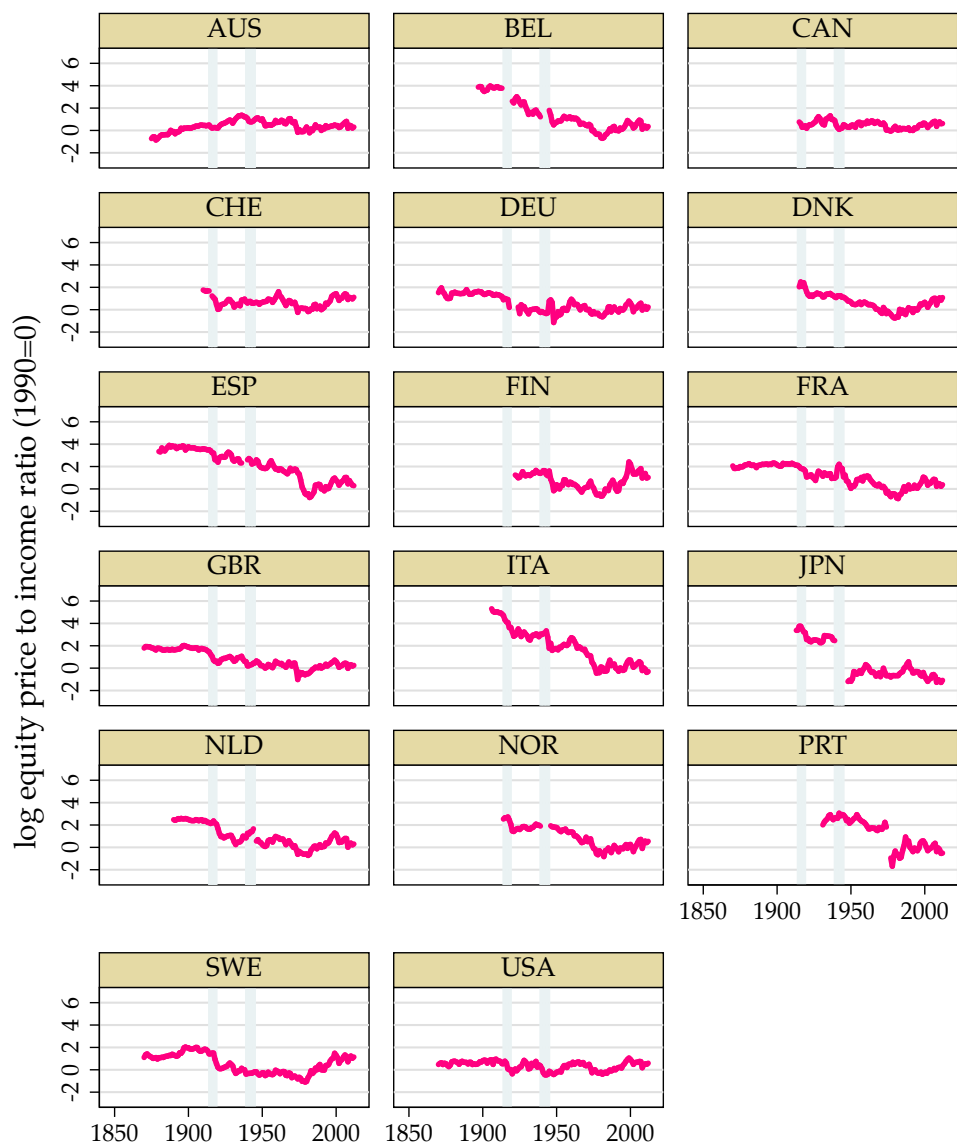 log equity price to income ratio (1990=0)
AUS BEL CAN
-2 0 2 4 6
CHE DEU DNK
-2 0 2 4 6
ESP FIN FRA
-2 0 2 4 6
GBR ITA JPN
-2 0 2 4 6
NLD NOR PRT
-2 0 2 4 6
1850 1900 1950 2000
SWE USA
-2 0 2 4 6
1850 1900 1950 2000 1850 1900 1950 2000